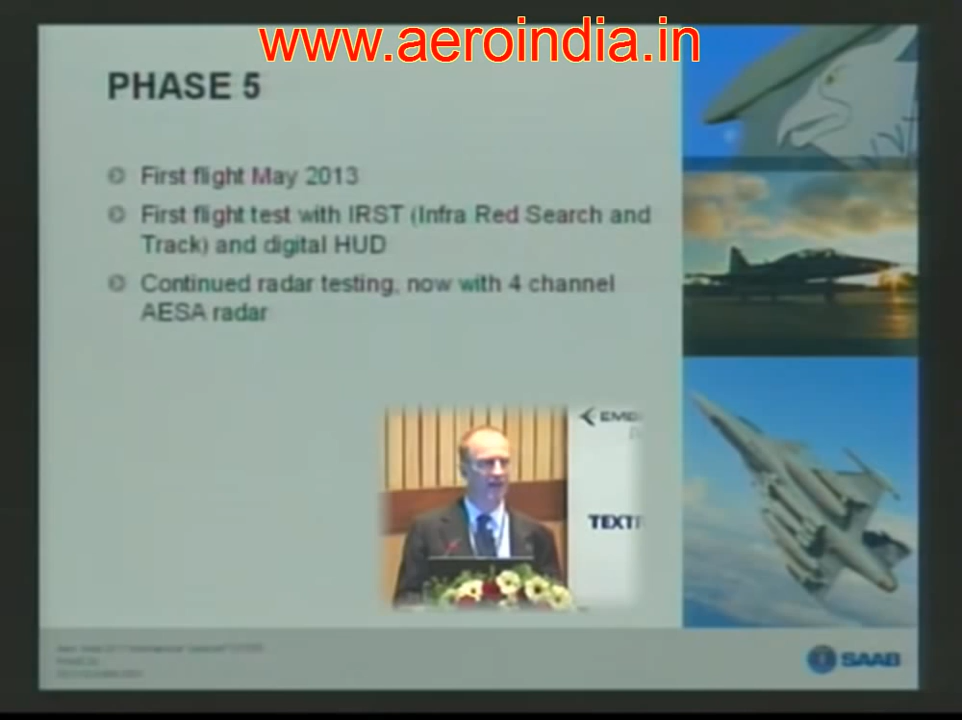 www.aeroindia.in
PHASE 5
First flight May 2013
First flight test with IRST (Infra Red Search and
Track) and digital HUD
Continued radar testing, now with 4 channel
AESA radar
SAAB